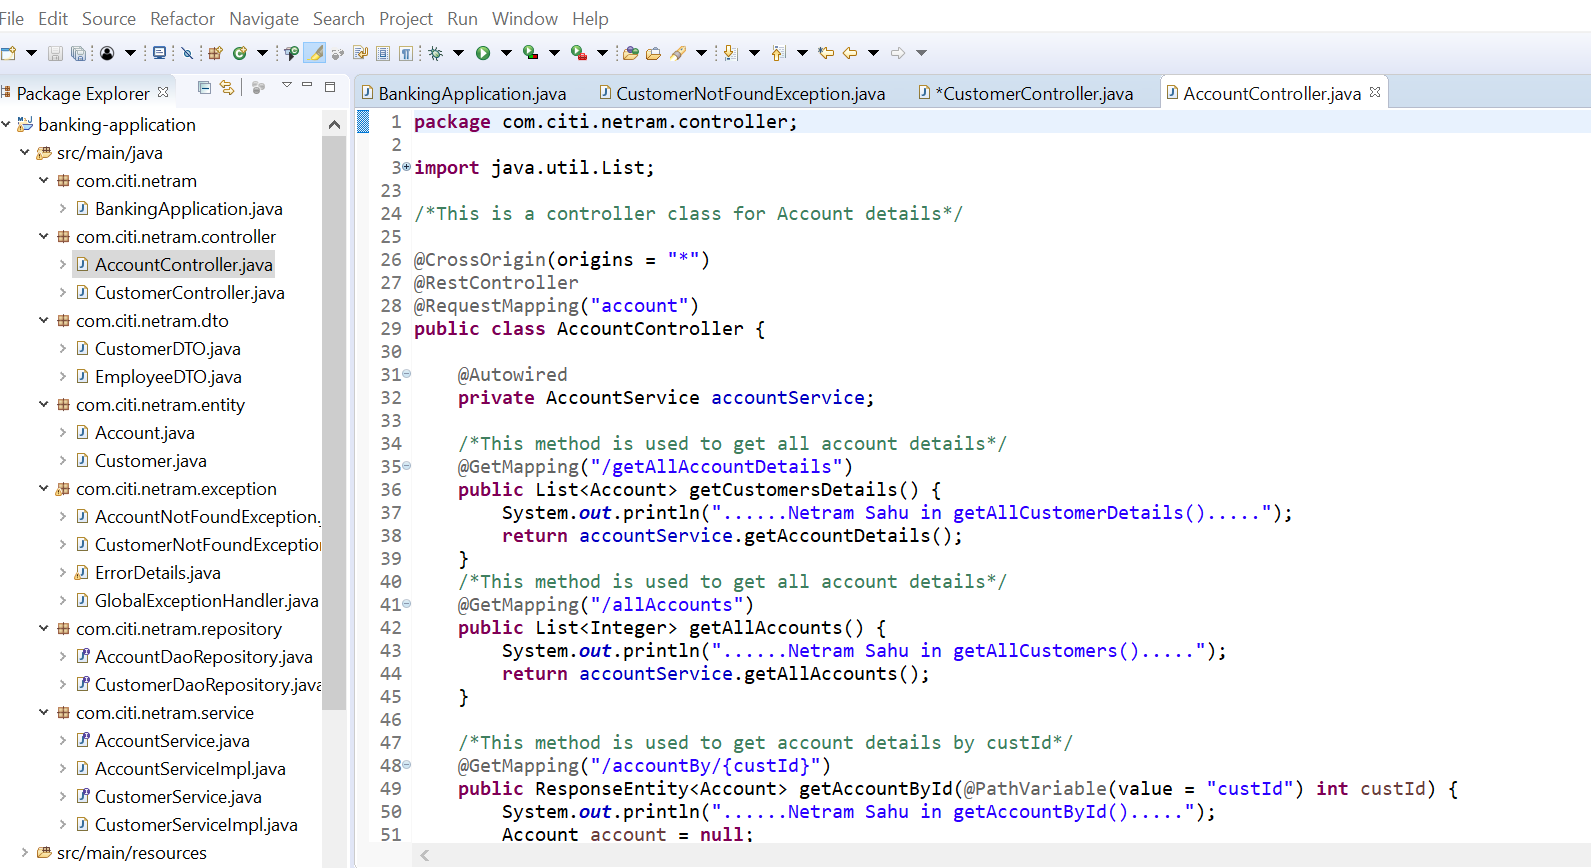 File Edit Source Refactor Navigate Search Project Run Window Help
Package Explorer
banking-application
src/main/java
com.citi.netram
BankingApplication.java
com.citi.netram.controller
AccountController.java
CustomerController.java
com.citi.netram.dto
CustomerDTO.java
EmployeeDTO.java
com.citi.netram.entity
Account.java
Customer.java
com.citi.netram.exception
AccountNotFoundException.
CustomerNotFoundExceptio
ErrorDetails.java
GlobalExceptionHandler.java
com.citi.netram.repository
AccountDaoRepository.java
CustomerDaoRepository.java
com.citi.netram.service
AccountService.java
AccountServiceImpl.java
CustomerService.java
CustomerServiceImpl.java
src/main/resources
BankingApplication.java CustomerNotFoundException.java *CustomerController.java AccountController.java
1 package com.citi.netram.controller;
2
3 import java.util.List;
23
24 /*This is a controller class for Account details*/
25
26 @CrossOrigin(origins = "*")
27 @RestController
28 @RequestMapping("account")
29 public class AccountController {
30
31 @Autowired
32 private AccountService accountService;
33
34 /*This method is used to get all account details*/
35 @GetMapping("/getAllAccountDetails")
36 public List<Account> getCustomersDetails() {
37 System.out.println("......Netram Sahu in getAllCustomerDetails().....");
38 return accountService.getAccountDetails();
39 }
40 /*This method is used to get all account details*/
41 @GetMapping("/allAccounts")
42 public List<Integer> getAllAccounts() {
43 System.out.println("......Netram Sahu in getAllCustomers().....");
44 return accountService.getAllAccounts();
45 }
46
47 /*This method is used to get account details by custId*/
48 @GetMapping("/accountBy/{custId}")
49 public ResponseEntity<Account> getAccountById(@PathVariable(value = "custId") int custId) {
50 System.out.println("......Netram Sahu in getAccountById().....");
51 Account account = null;